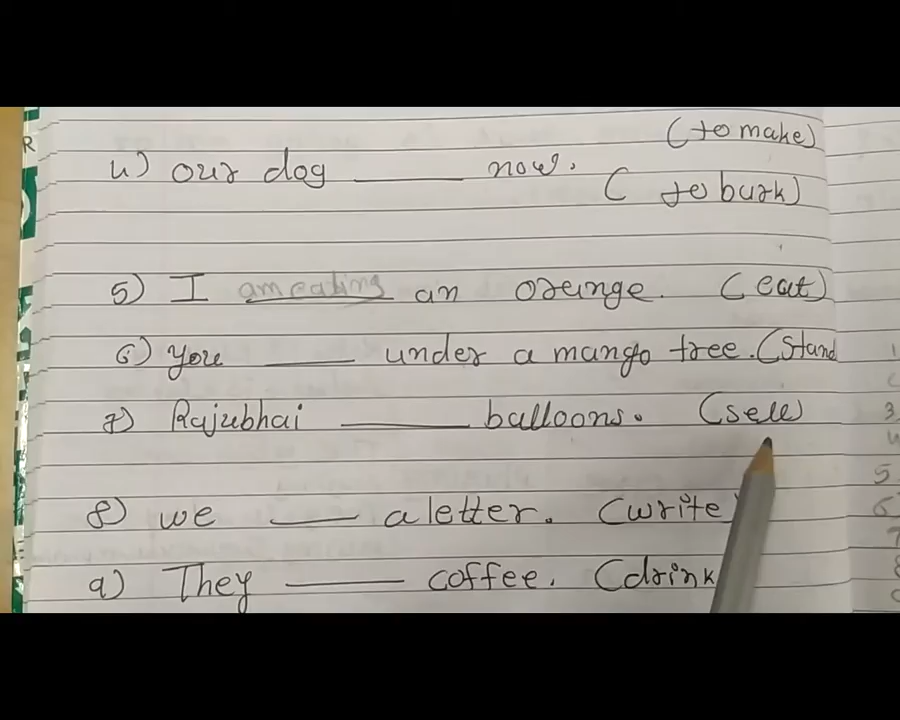 (to make)
4) our dog ______ now.
( to bark)
5) I am eating an orange. (eat)
6) you ______ under a mango tree. (Stand
7) Rajubhai ______ balloons. (sell)
8) we ______ a letter. (write
9) They ______ coffee. (drink